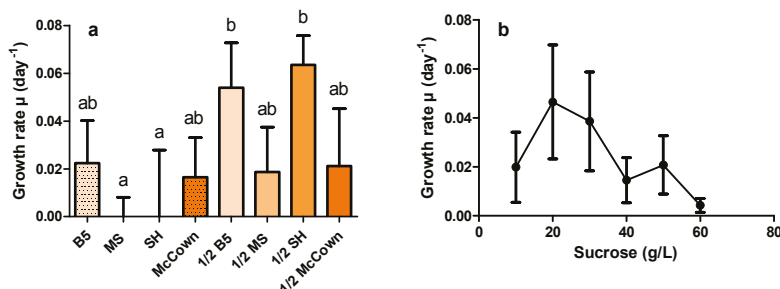 a
Growth rate µ (day-1)
0.08
0.06
0.04
0.02
0.00
ab
a
a
ab
b
ab
b
ab
B5
MS
SH
McCown
1/2 B5
1/2 MS
1/2 SH
1/2 McCown
b
Growth rate µ (day-1)
0.08
0.06
0.04
0.02
0.00
0
20
40
60
80
Sucrose (g/L)